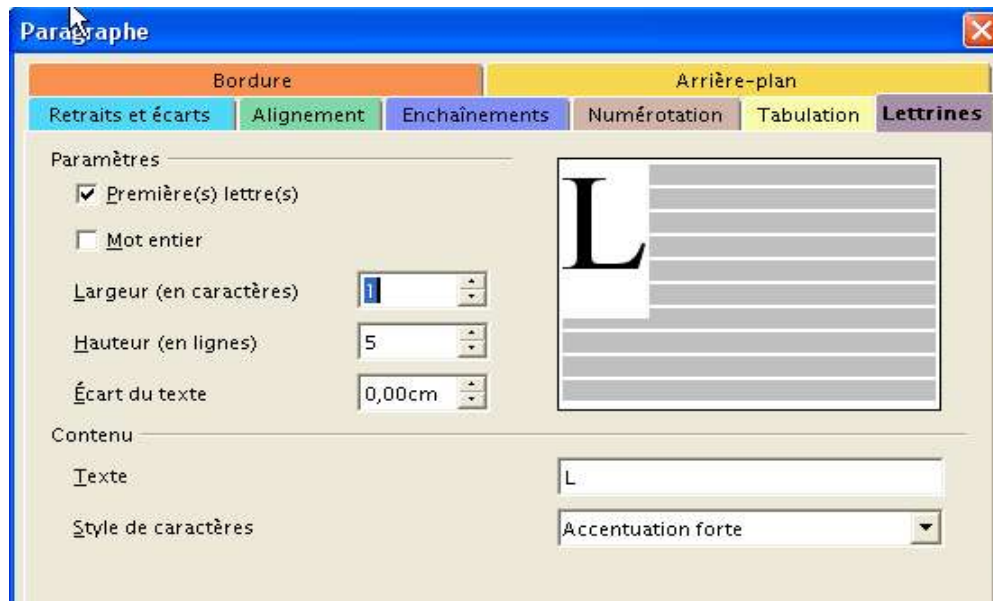 Paragraphe
Bordure Arrière-plan
Retraits et écarts Alignement Enchaînements Numérotation Tabulation Lettrines
Paramètres
Première(s) lettre(s)
Mot entier
Largeur (en caractères) 1
Hauteur (en lignes) 5
Écart du texte 0,00cm
L
Contenu
Texte L
Style de caractères Accentuation forte